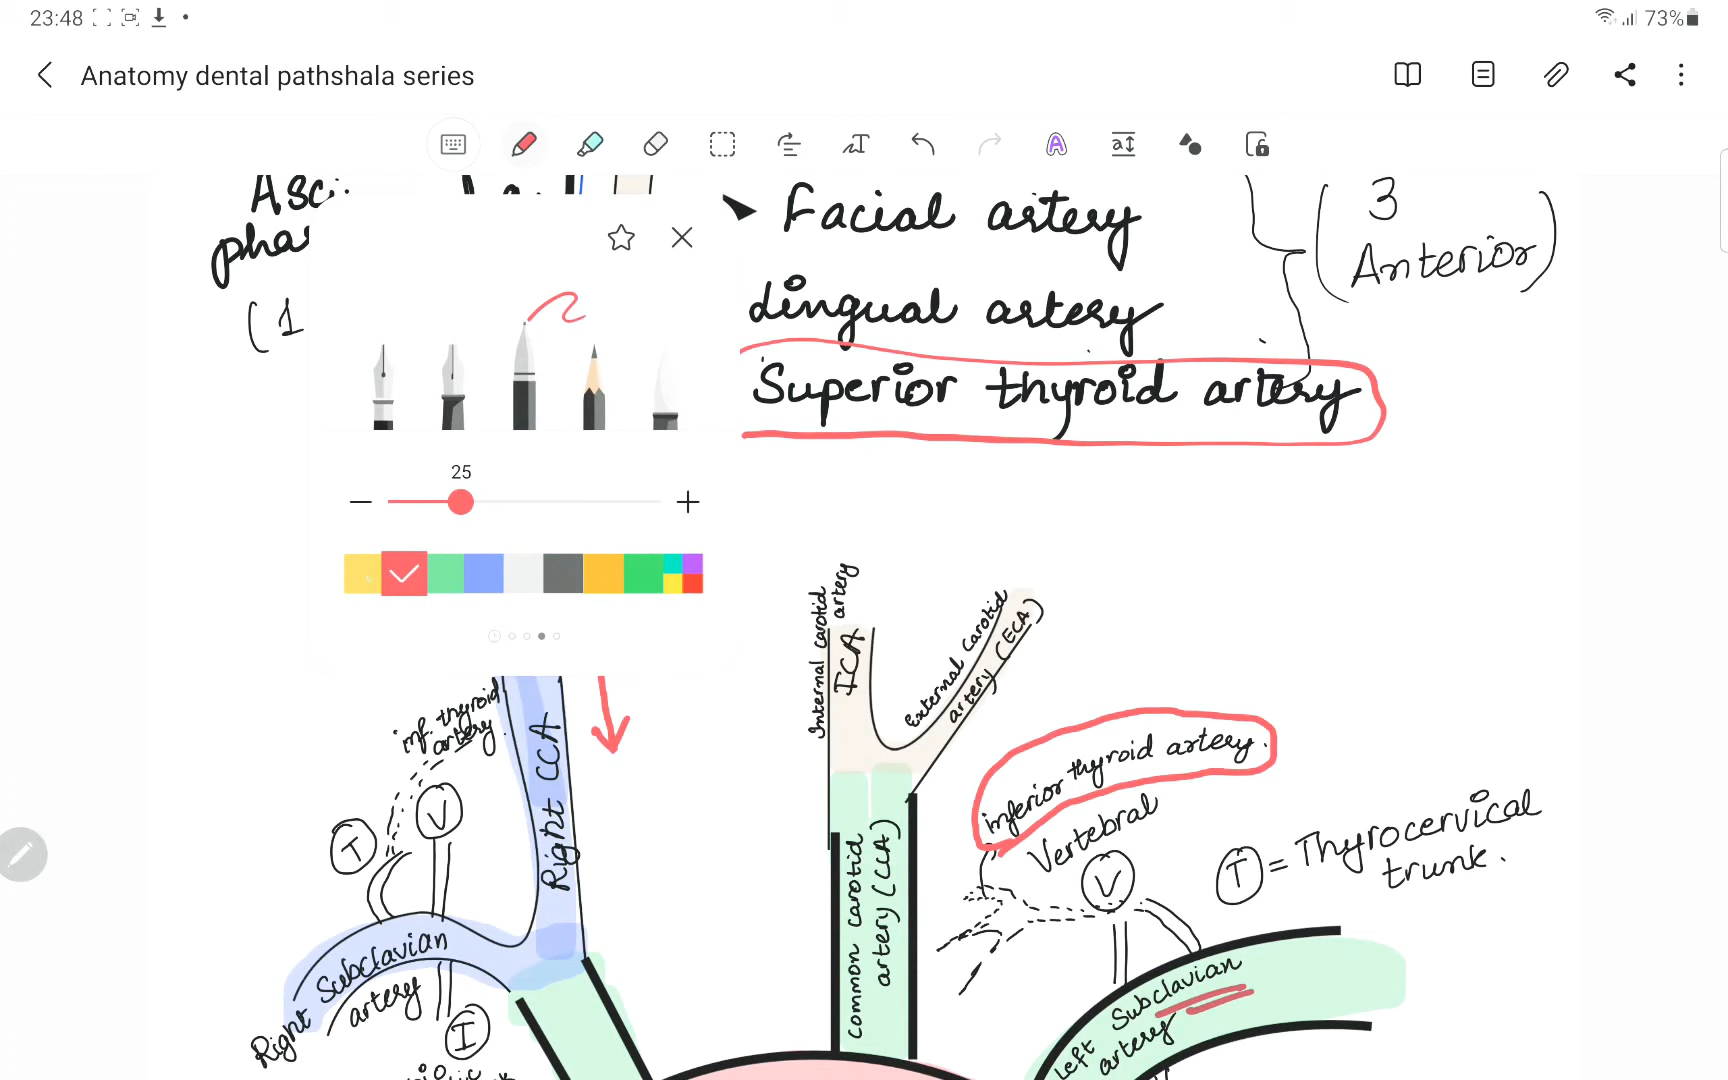 23:48
73%
Anatomy dental pathshala series
Facial artery
Lingual artery
Superior thyroid artery
(3
Anterior)
(1
25
Internal carotid
artery
ICA
External carotid
artery (ECA)
inf. thyroid
artery
Right CCA
T
V
inferior thyroid artery.
Vertebral
V
T = Thyrocervical
trunk.
Common carotid
artery (CCA)
Right Subclavian
artery
I
Left Subclavian
artery